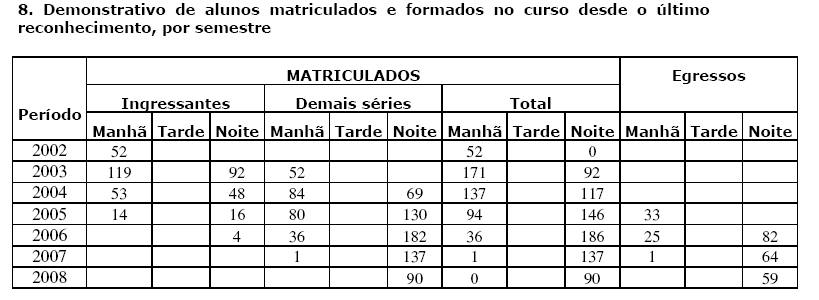 8. Demonstrativo de alunos matriculados e formados no curso desde o último
reconhecimento, por semestre
MATRICULADOS Egressos
Período Ingressantes Demais séries Total
Manhã Tarde Noite Manhã Tarde Noite Manhã Tarde Noite Manhã Tarde Noite
2002 52 52 0
2003 119 92 52 171 92
2004 53 48 84 69 137 117
2005 14 16 80 130 94 146 33
2006 4 36 182 36 186 25 82
2007 1 137 1 137 1 64
2008 90 0 90 59